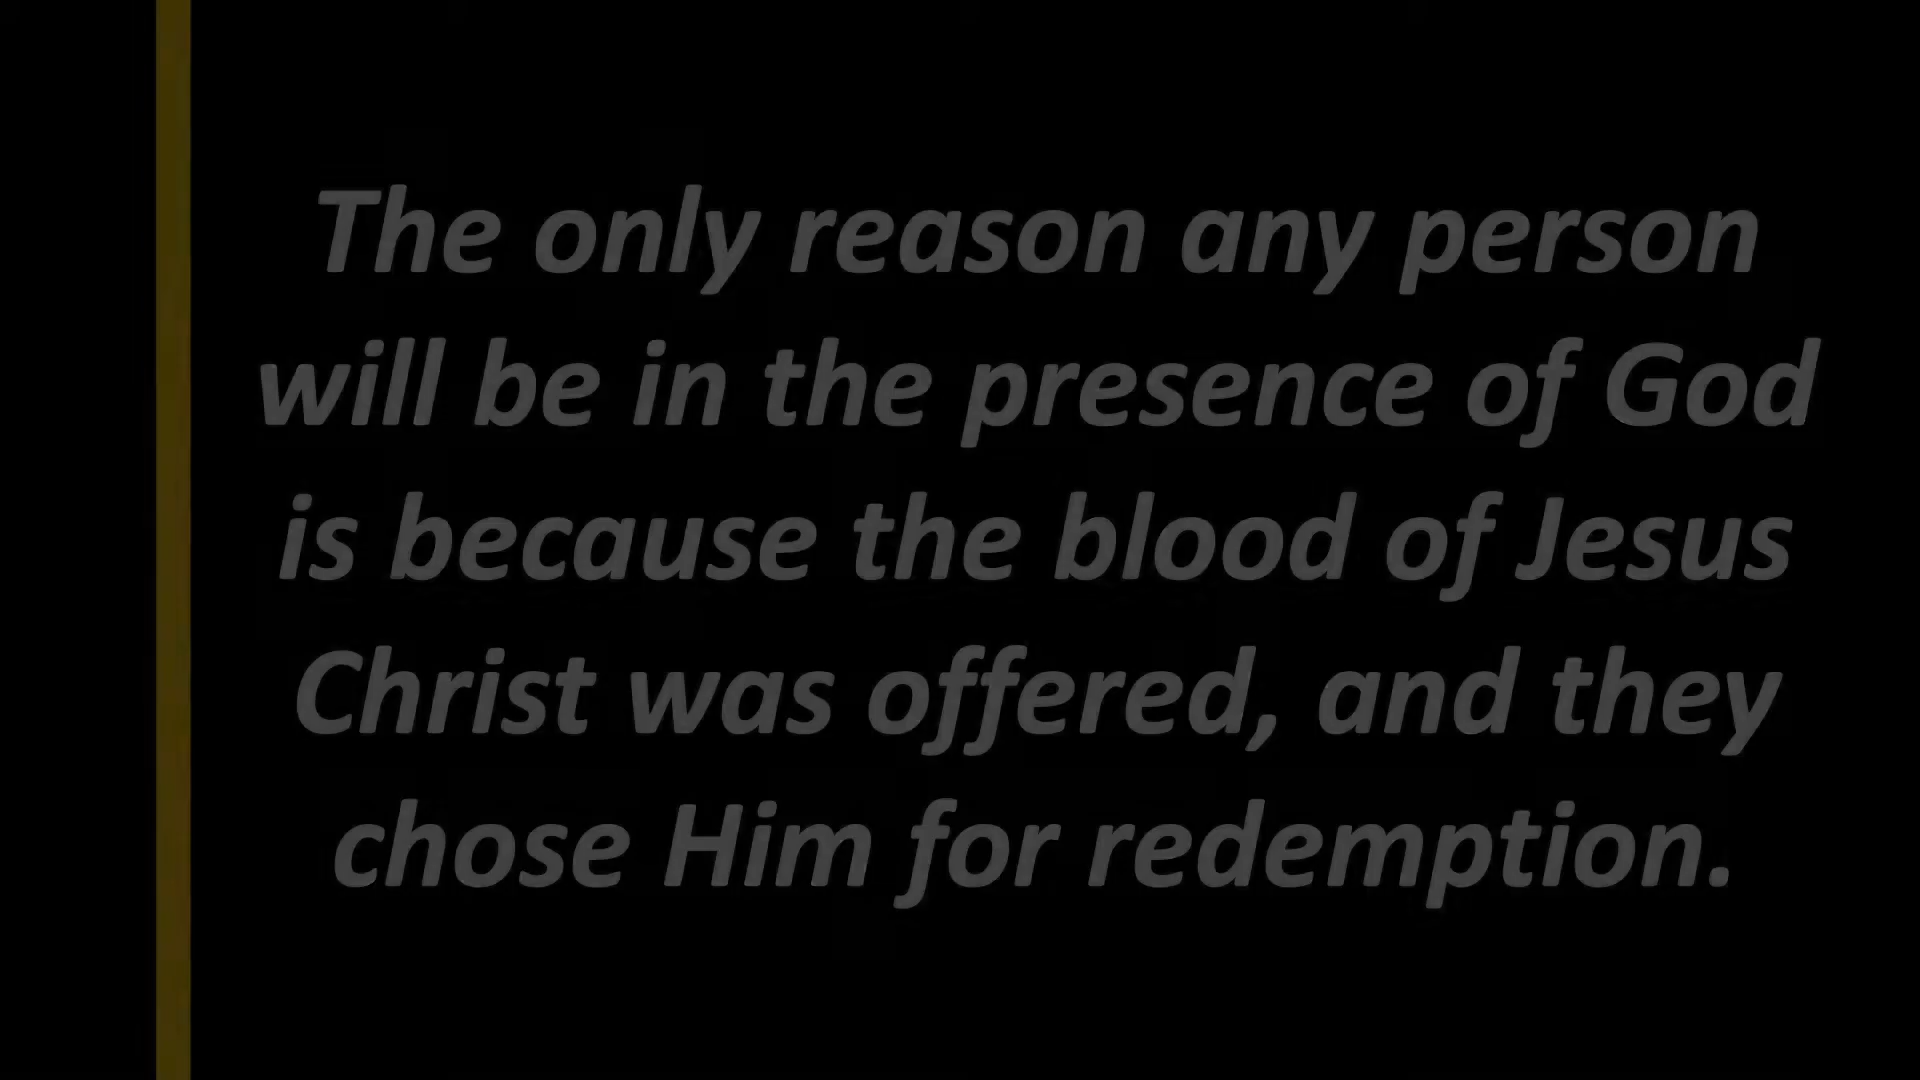 The only reason any person
will be in the presence of God
is because the blood of Jesus
Christ was offered, and they
chose Him for redemption.